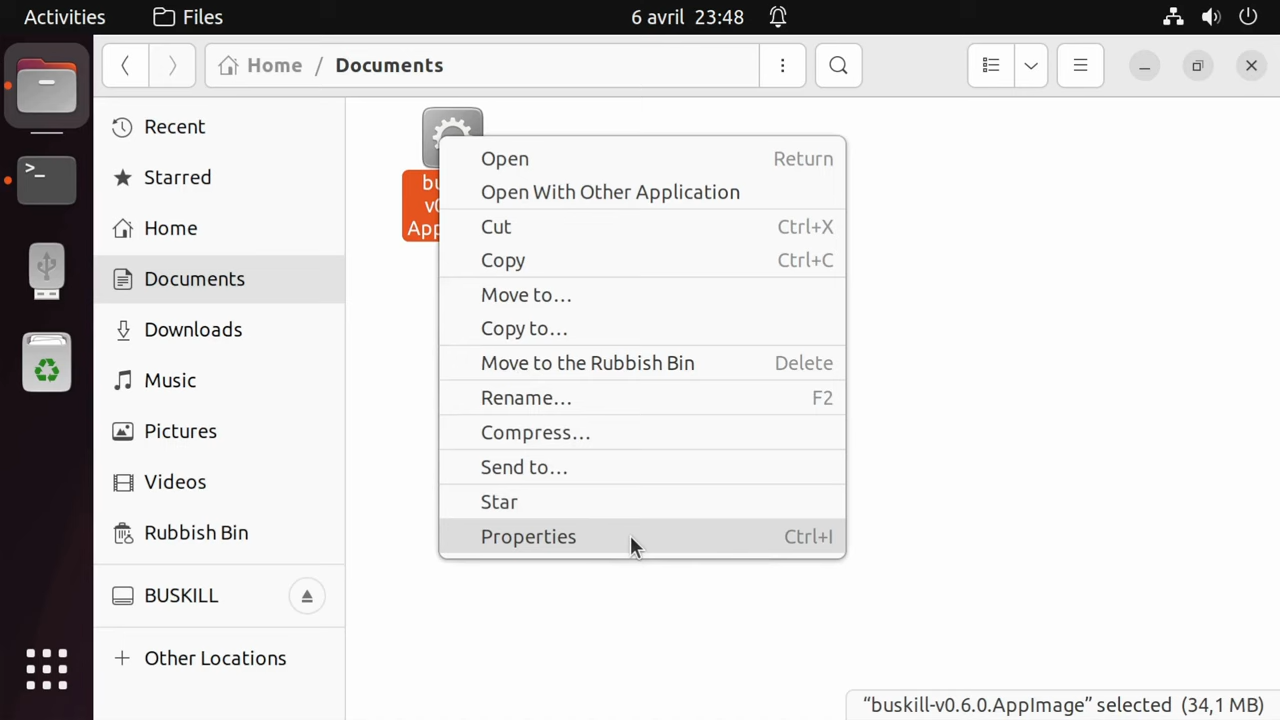 Activities Files 6 avril 23:48
Home / Documents
Recent
Starred
Home
Documents
Downloads
Music
Pictures
Videos
Rubbish Bin
BUSKILL
Other Locations
bu
v0
App
Open Return
Open With Other Application
Cut Ctrl+X
Copy Ctrl+C
Move to…
Copy to…
Move to the Rubbish Bin Delete
Rename… F2
Compress…
Send to…
Star
Properties Ctrl+I
“buskill-v0.6.0.AppImage” selected (34,1 MB)